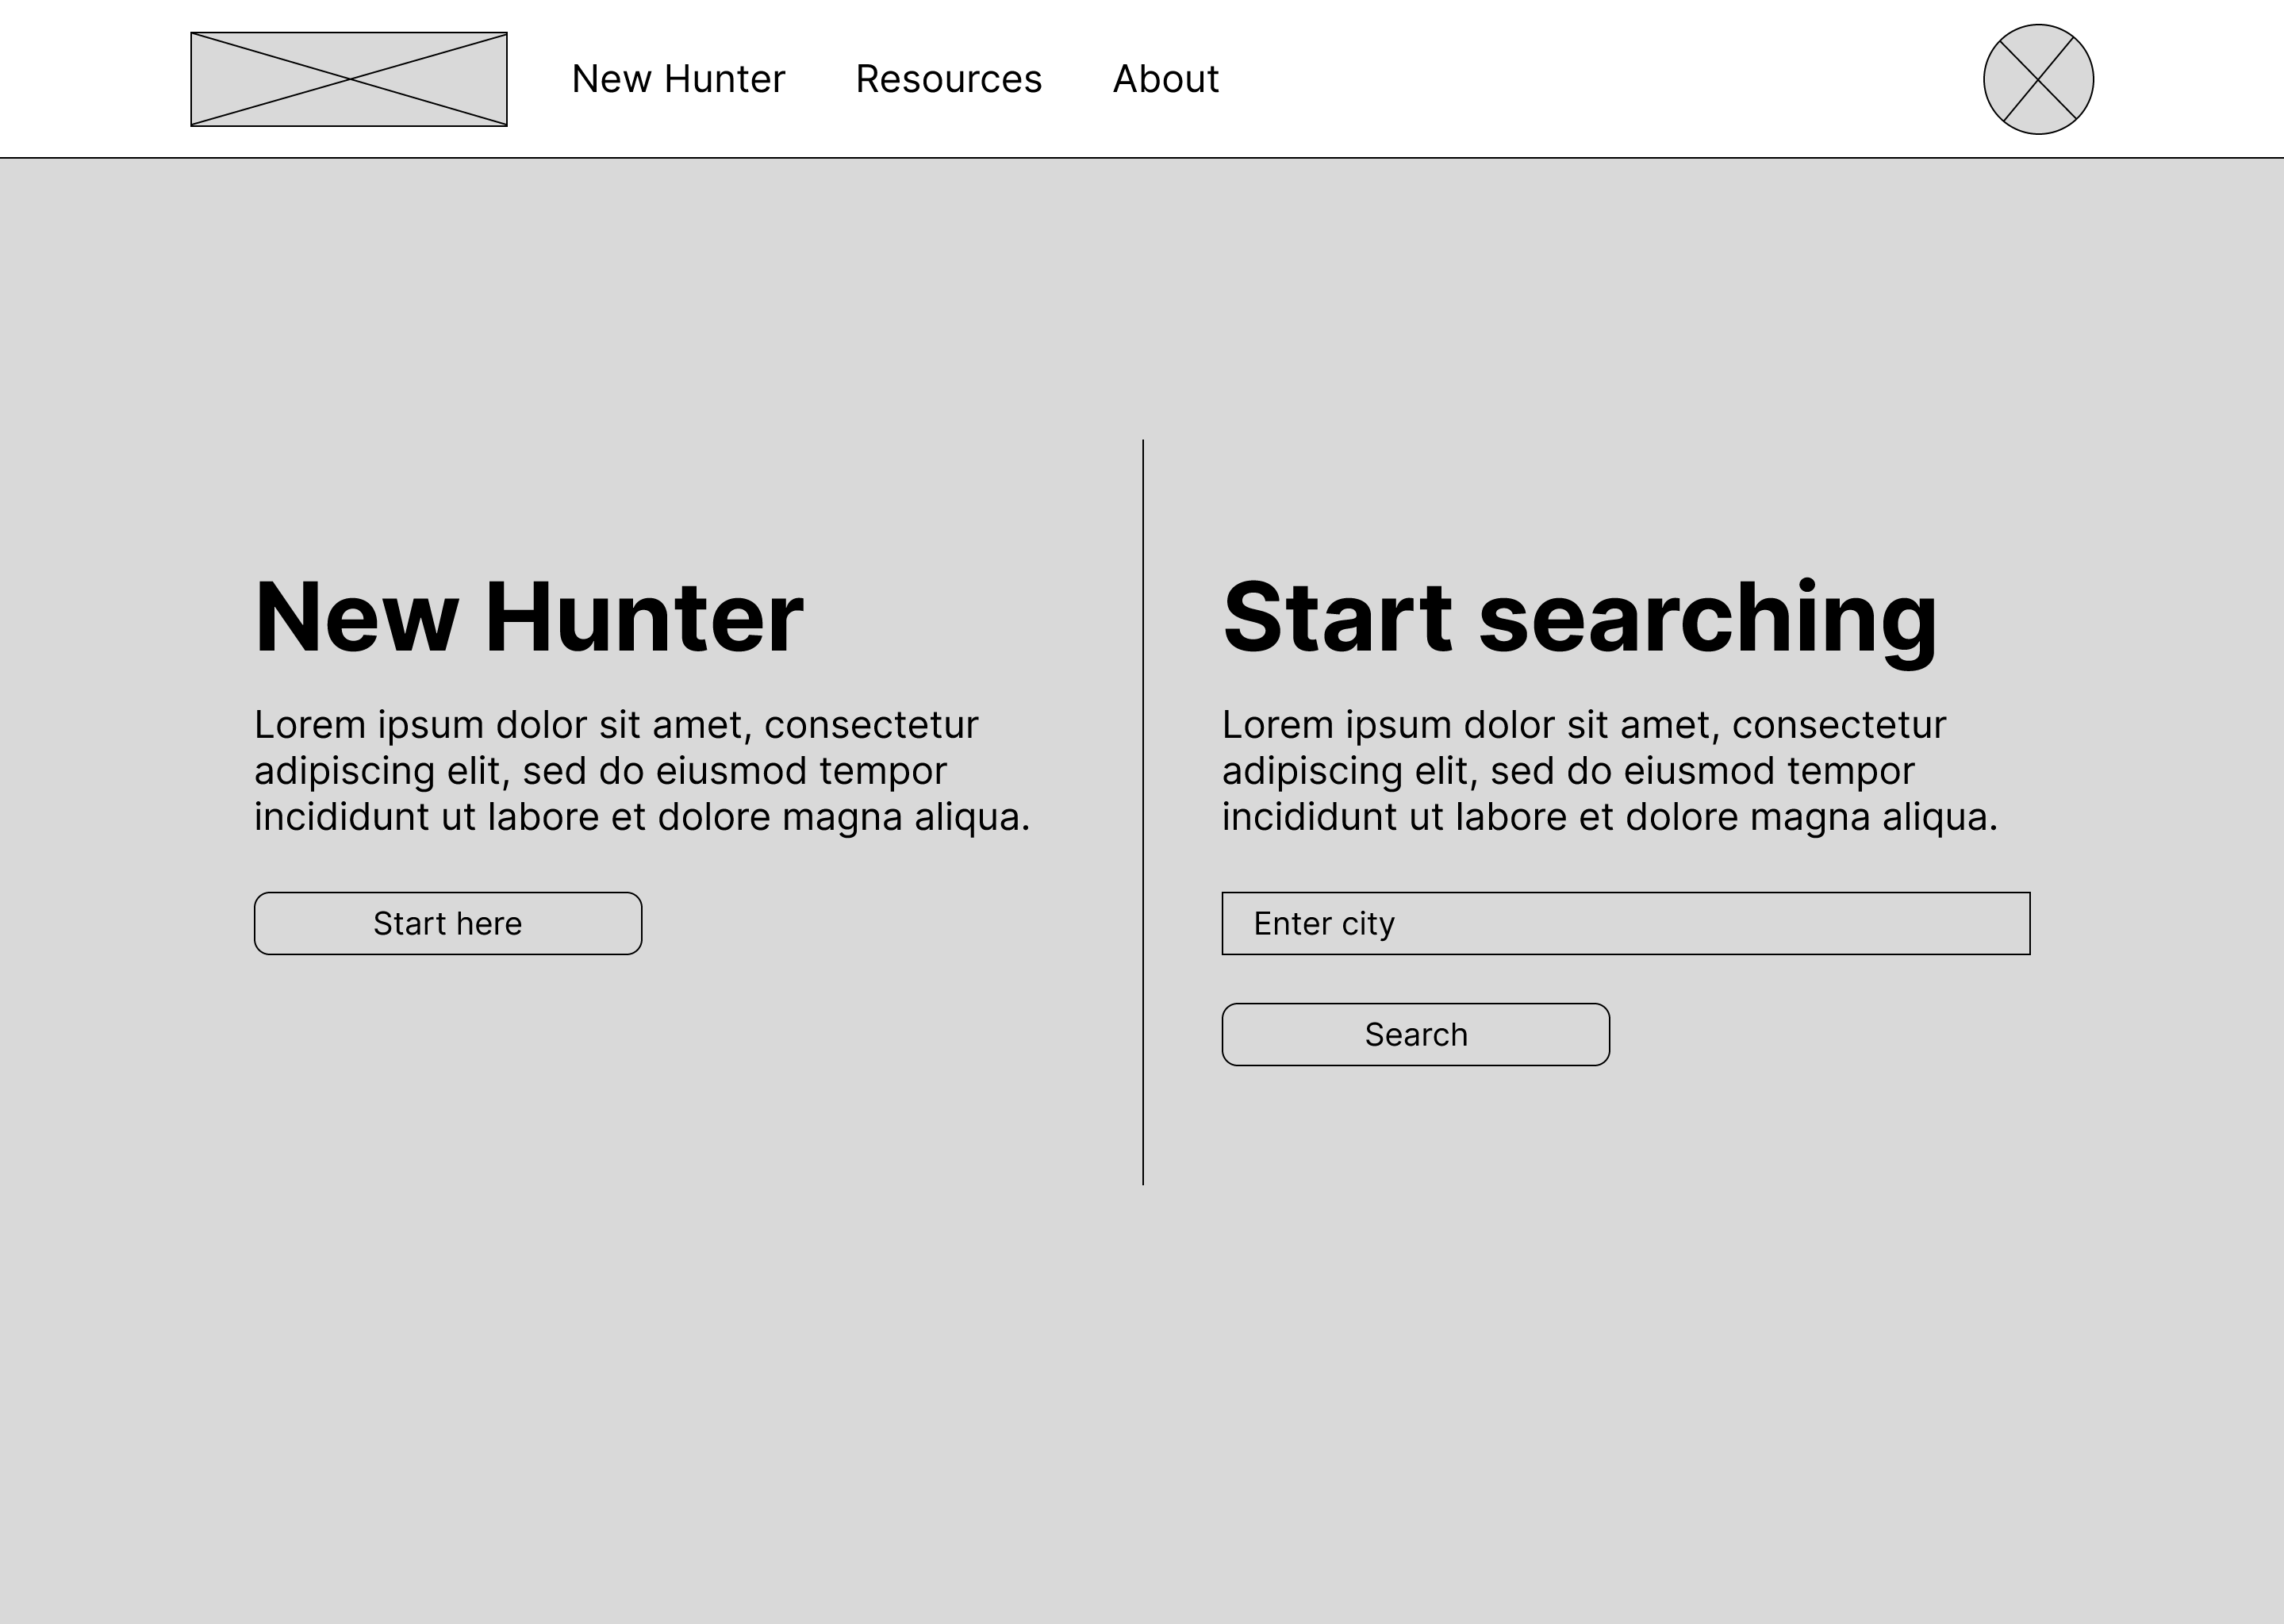 New Hunter Resources About
New Hunter
Lorem ipsum dolor sit amet, consectetur
adipiscing elit, sed do eiusmod tempor
incididunt ut labore et dolore magna aliqua.
Start here
Start searching
Lorem ipsum dolor sit amet, consectetur
adipiscing elit, sed do eiusmod tempor
incididunt ut labore et dolore magna aliqua.
Enter city
Search